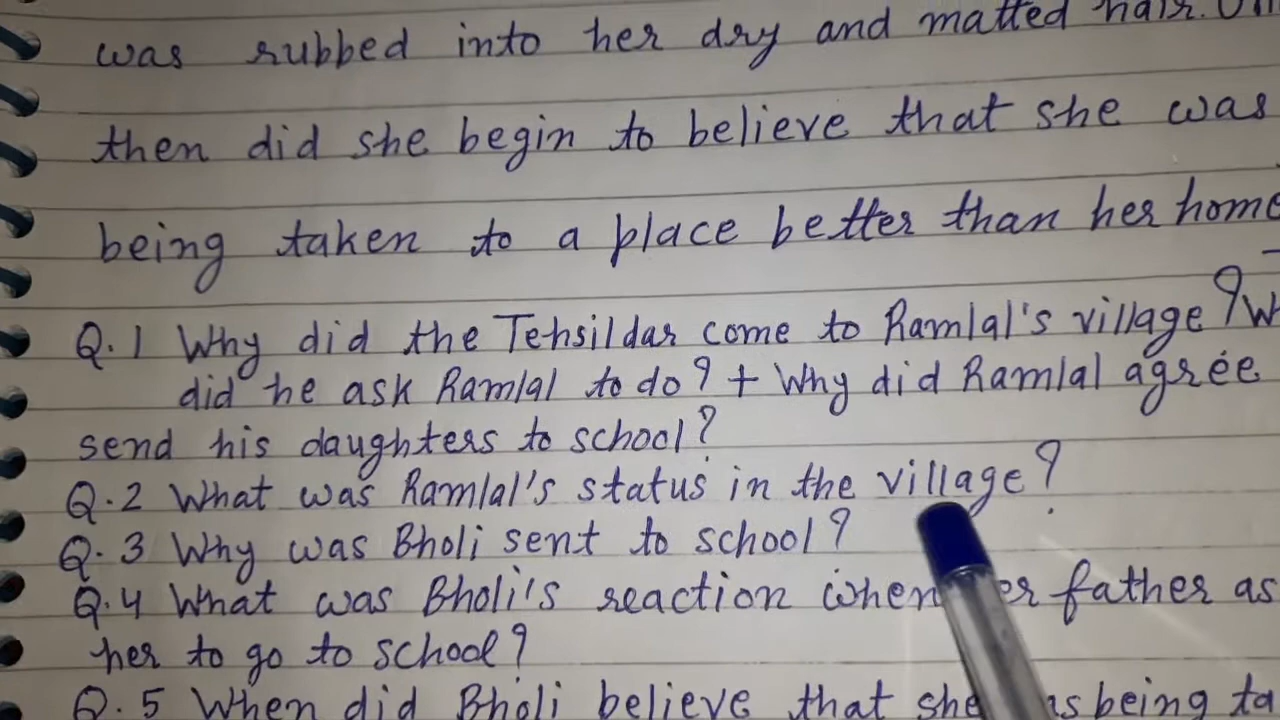 was rubbed into her dry and matted hair.
then did she begin to believe that she was
being taken to a place better than her home
Q.1 Why did the Tehsildar come to Ramlal's village?
did he ask Ramlal to do? + Why did Ramlal agree
send his daughters to school?
Q.2 What was Ramlal's status in the village?
Q.3 Why was Bholi sent to school?
Q.4 What was Bholi's reaction when father as
her to go to school?
Q.5 When did Bholi believe that she being ta